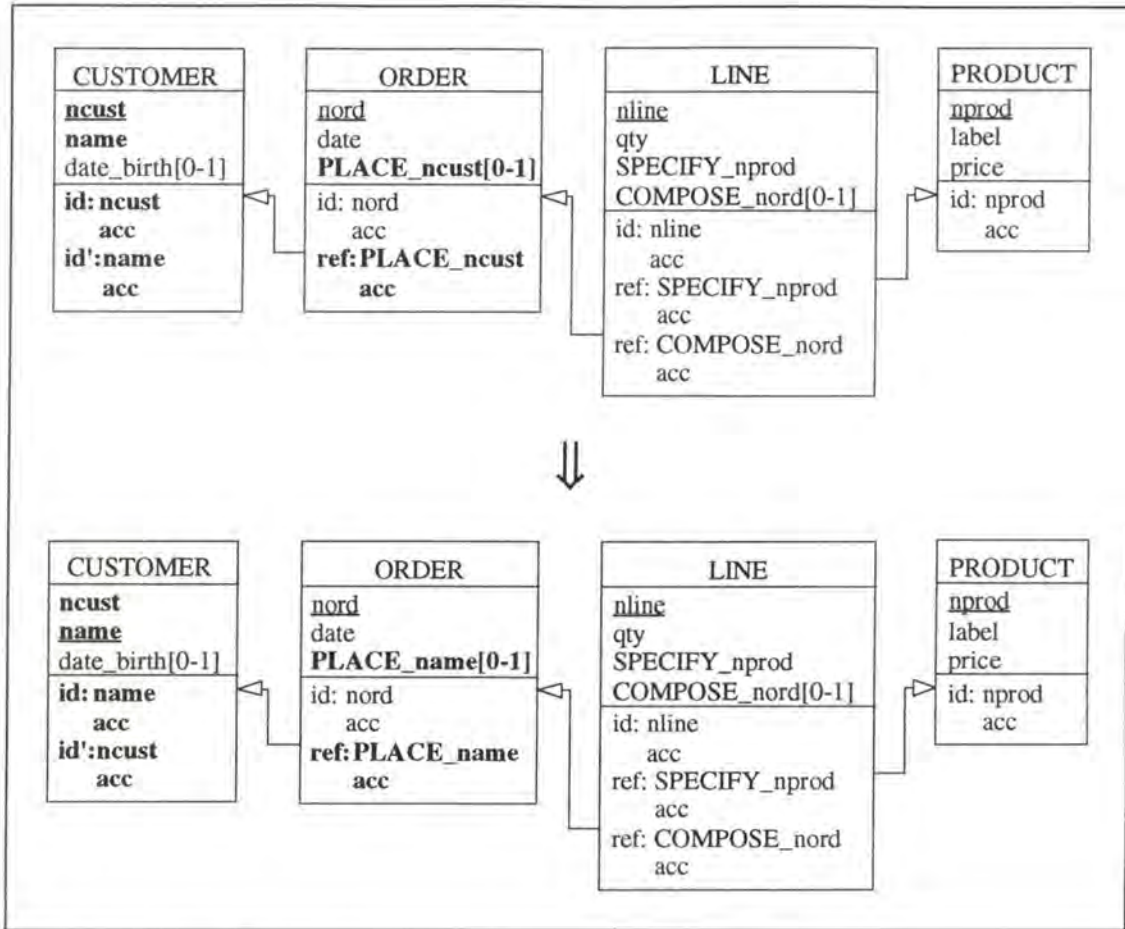 CUSTOMER
ncust
name
date_birth[0-1]
id: ncust
acc
id':name
acc
ORDER
nord
date
PLACE_ncust[0-1]
id: nord
acc
ref:PLACE_ncust
acc
LINE
nline
qty
SPECIFY_nprod
COMPOSE_nord[0-1]
id: nline
acc
ref: SPECIFY_nprod
acc
ref: COMPOSE_nord
acc
PRODUCT
nprod
label
price
id: nprod
acc
CUSTOMER
ncust
name
date_birth[0-1]
id: name
acc
id':ncust
acc
ORDER
nord
date
PLACE_name[0-1]
id: nord
acc
ref:PLACE_name
acc
LINE
nline
qty
SPECIFY_nprod
COMPOSE_nord[0-1]
id: nline
acc
ref: SPECIFY_nprod
acc
ref: COMPOSE_nord
acc
PRODUCT
nprod
label
price
id: nprod
acc